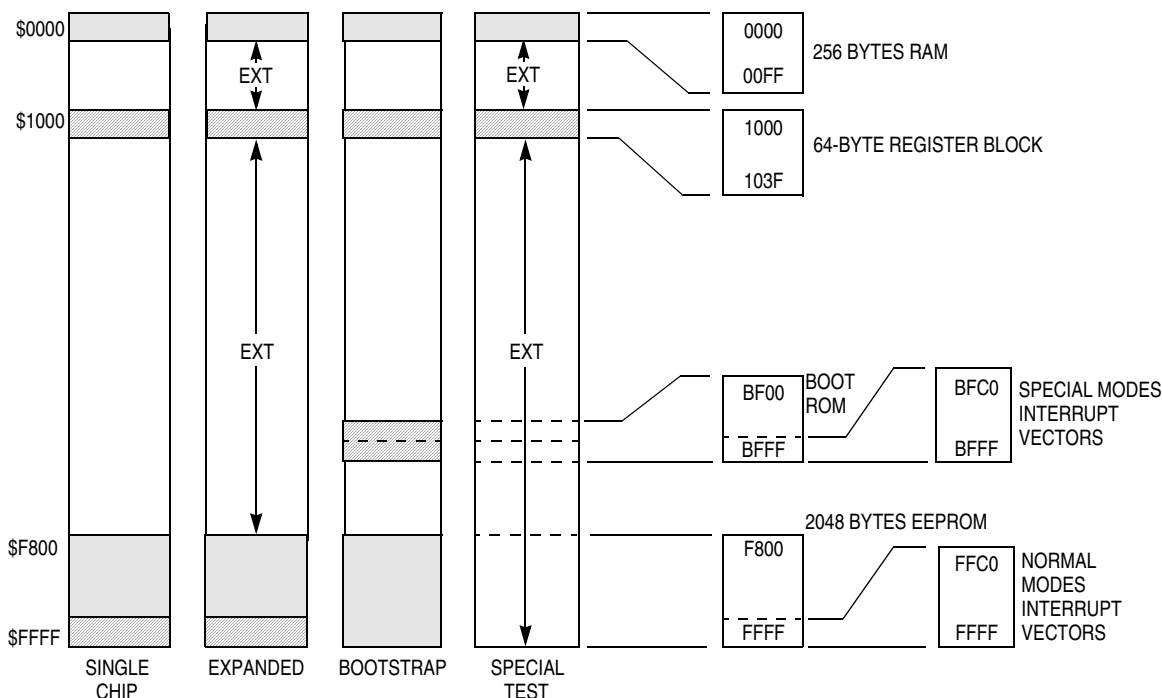 $0000
EXT
EXT
0000
00FF
256 BYTES RAM
$1000
1000
103F
64-BYTE REGISTER BLOCK
EXT
EXT
BF00
BFFF
BOOT
ROM
BFC0
BFFF
SPECIAL MODES
INTERRUPT
VECTORS
2048 BYTES EEPROM
$F800
F800
FFFF
FFC0
FFFF
NORMAL
MODES
INTERRUPT
VECTORS
$FFFF
SINGLE
CHIP
EXPANDED
BOOTSTRAP
SPECIAL
TEST